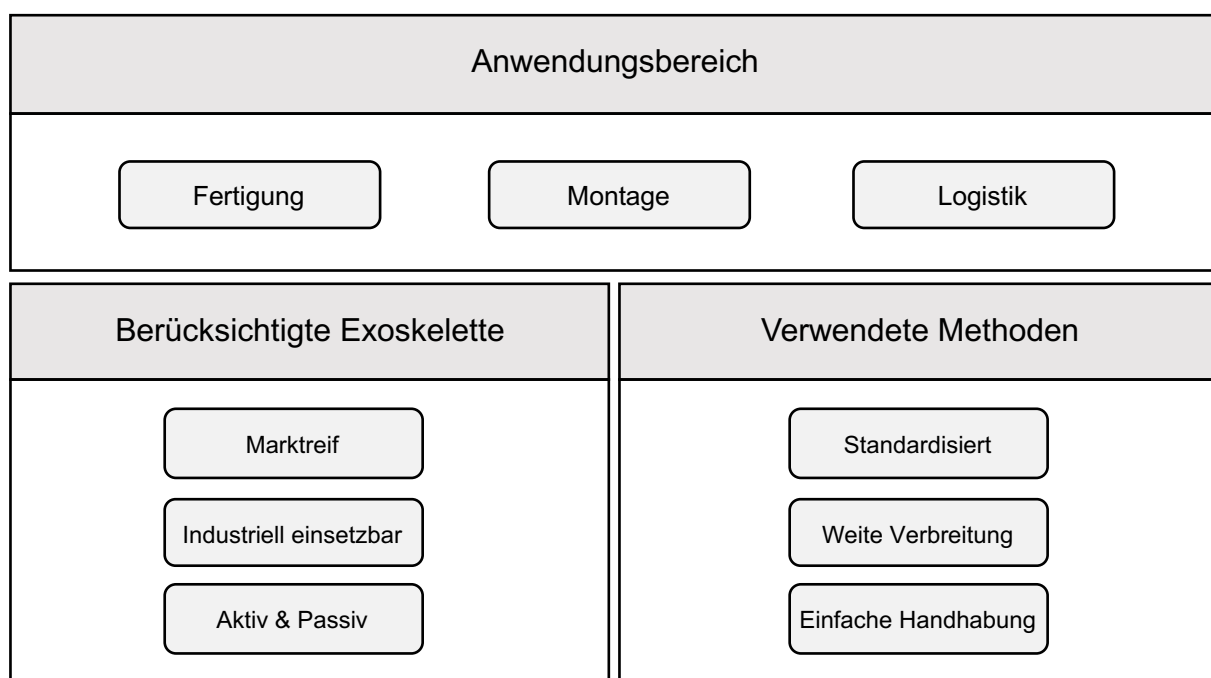 Anwendungsbereich
Fertigung
Montage
Logistik
Berücksichtigte Exoskelette
Marktreif
Industriell einsetzbar
Aktiv & Passiv
Verwendete Methoden
Standardisiert
Weite Verbreitung
Einfache Handhabung